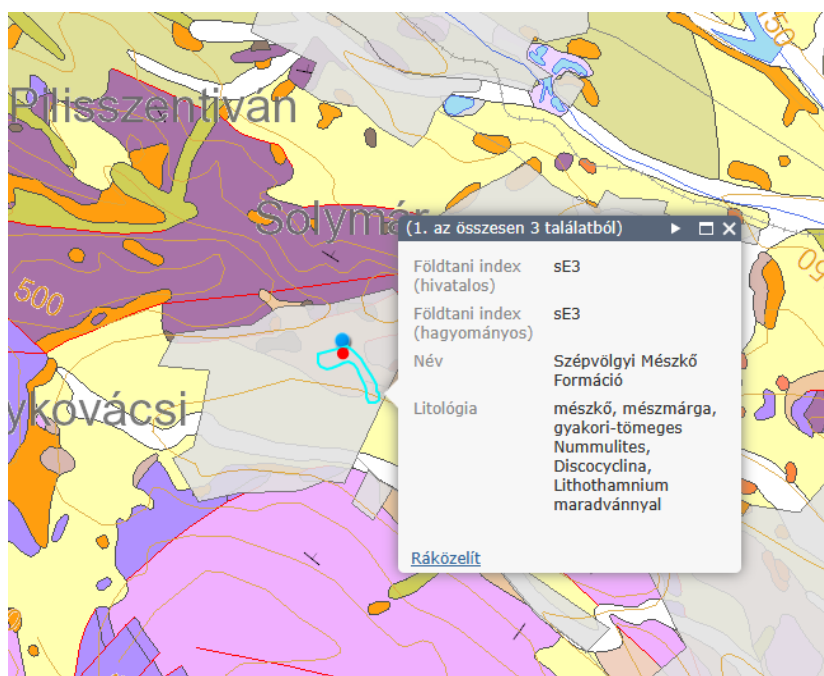 150
Pilisszentiván
Solymár
500
ykovácsi
(1. az összesen 3 találatból)
Földtani index
(hivatalos)
sE3
Földtani index
(hagyományos)
sE3
Név
Szépvölgyi Mészkő
Formáció
Litológia
mészkő, mészmárga,
gyakori-tömeges
Nummulites,
Discocyclina,
Lithothamnium
maradvánnyal
Ráközelít